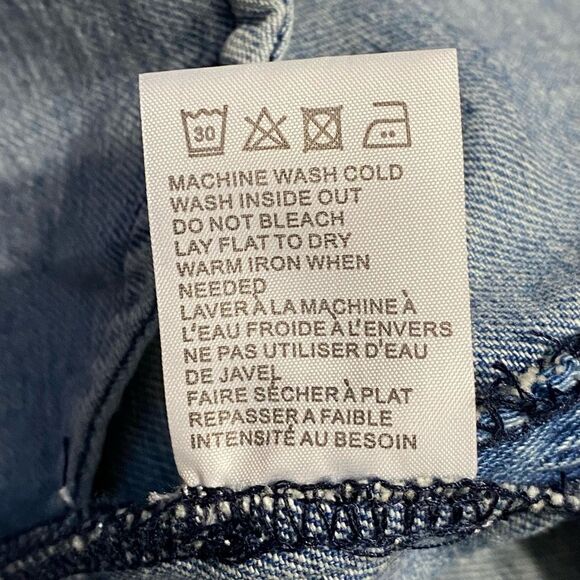 30
MACHINE WASH COLD
WASH INSIDE OUT
DO NOT BLEACH
LAY FLAT TO DRY
WARM IRON WHEN
NEEDED
LAVER À LA MACHINE À
L'EAU FROIDE À L'ENVERS
NE PAS UTILISER D'EAU
DE JAVEL
FAIRE SÉCHER À PLAT
REPASSER A FAIBLE
INTENSITÉ AU BESOIN